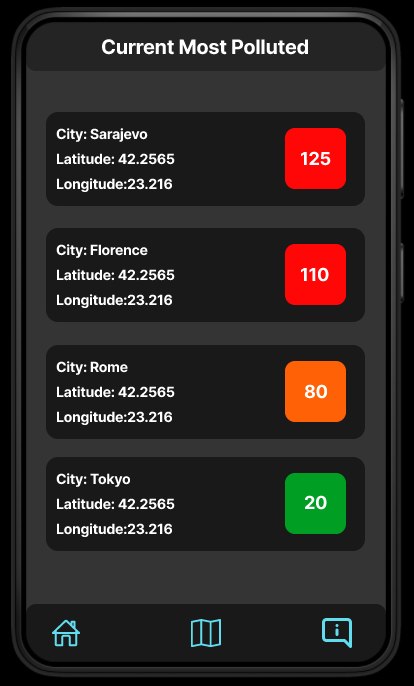 Current Most Polluted
City: Sarajevo
Latitude: 42.2565
Longitude:23.216
125
City: Florence
Latitude: 42.2565
Longitude:23.216
110
City: Rome
Latitude: 42.2565
Longitude:23.216
80
City: Tokyo
Latitude: 42.2565
Longitude:23.216
20